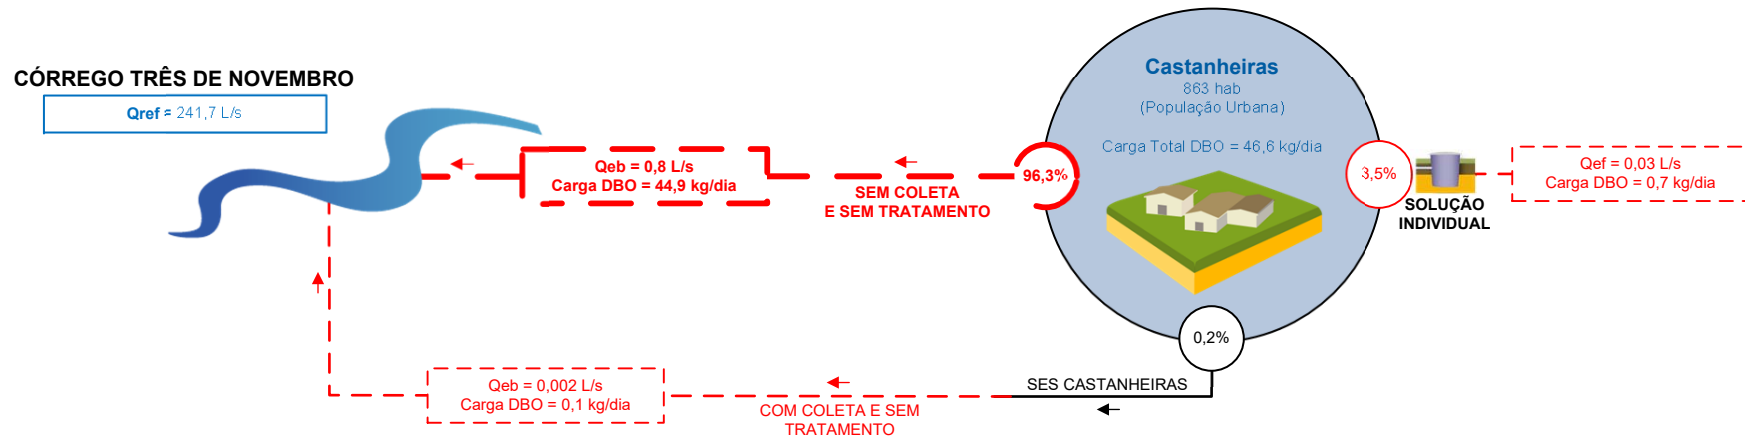 CÓRREGO TRÊS DE NOVEMBRO
Qref = 241,7 L/s
Qeb = 0,8 L/s
Carga DBO = 44,9 kg/dia
SEM COLETA
E SEM TRATAMENTO
96,3%
Castanheiras
863 hab
(População Urbana)
Carga Total DBO = 46,6 kg/dia
3,5%
SOLUÇÃO
INDIVIDUAL
Qef = 0,03 L/s
Carga DBO = 0,7 kg/dia
0,2%
SES CASTANHEIRAS
COM COLETA E SEM
TRATAMENTO
Qeb = 0,002 L/s
Carga DBO = 0,1 kg/dia